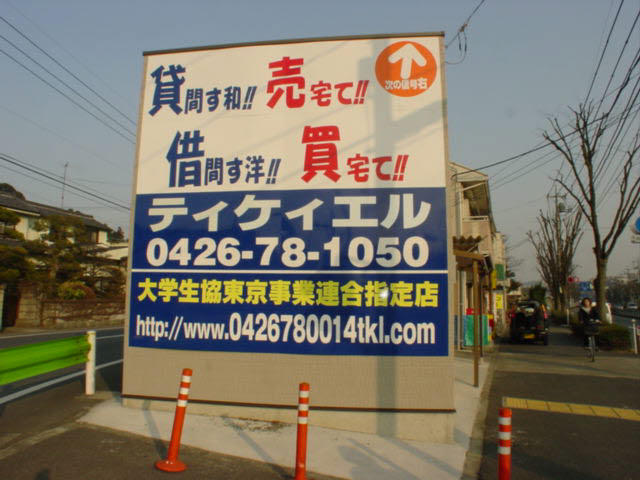 貸間す和!! 売宅て!!
次の信号右
借間す洋!! 買宅て!!
ティケィエル
0426-78-1050
大学生協東京事業連合指定店
http://www.0426780014tkl.com